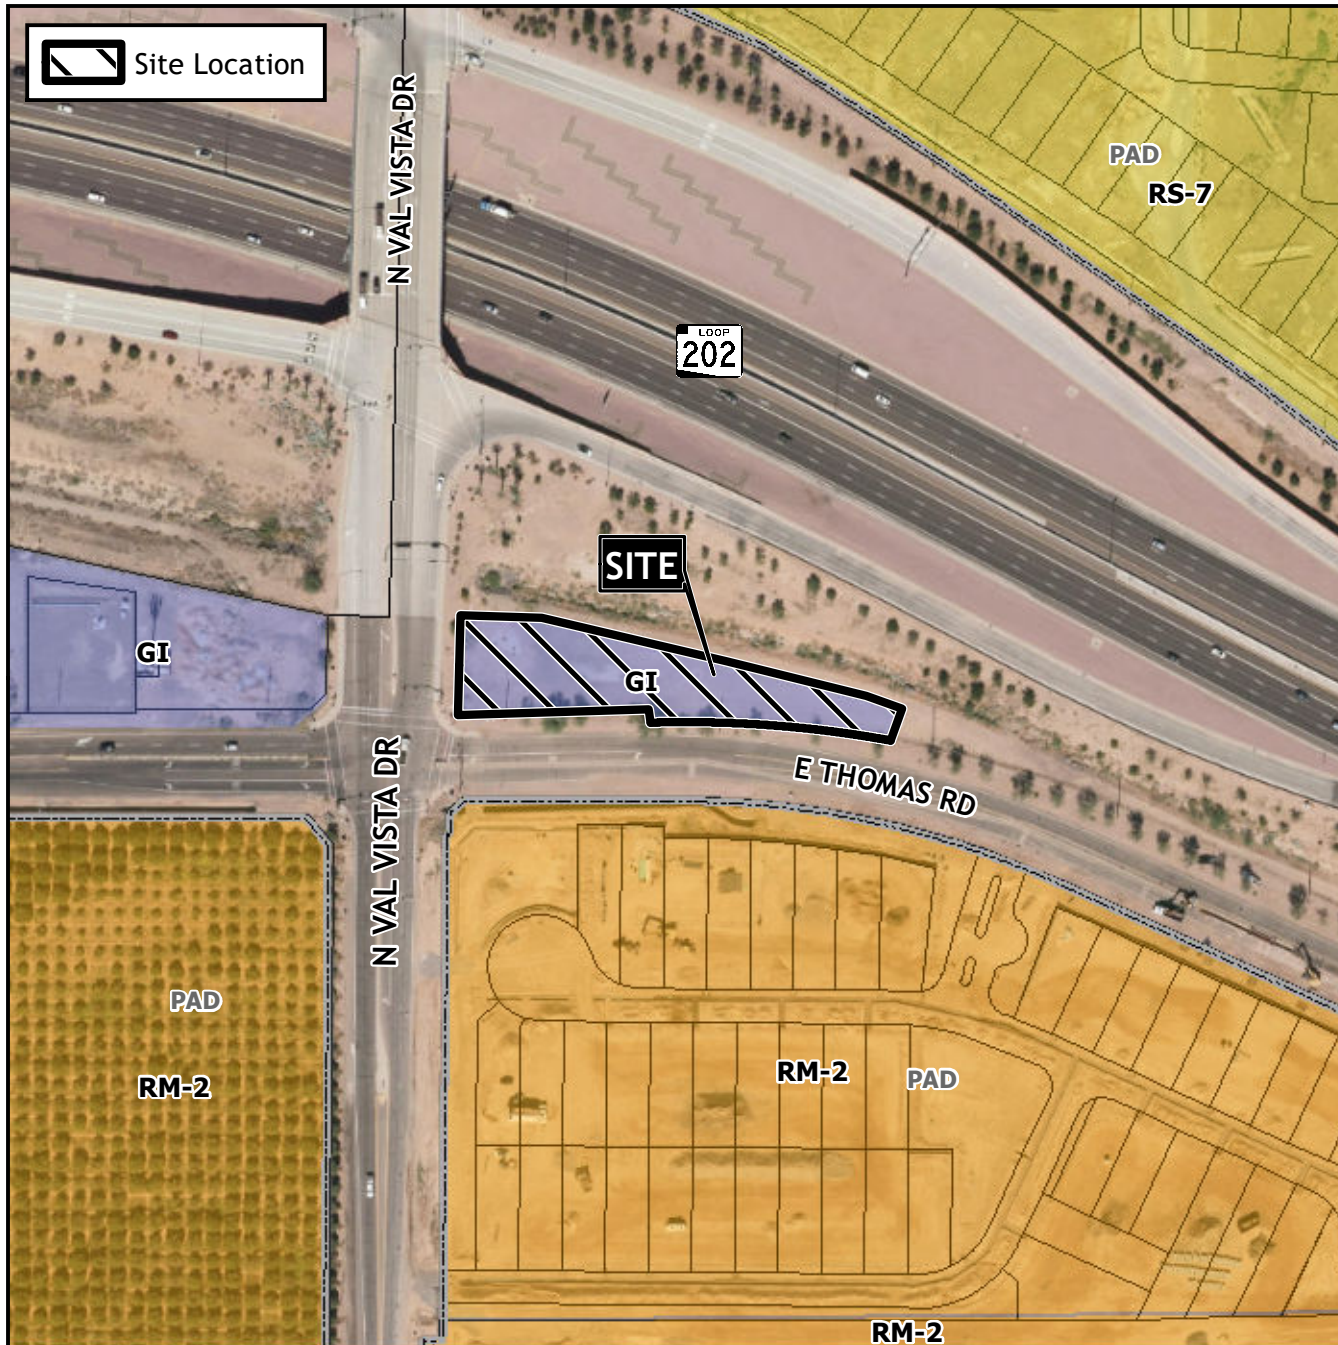 Site Location
N VAL VISTA DR
PAD
RS-7
LOOP
202
SITE
GI
GI
E THOMAS RD
N VAL VISTA DR
PAD
RM-2
RM-2
PAD
RM-2